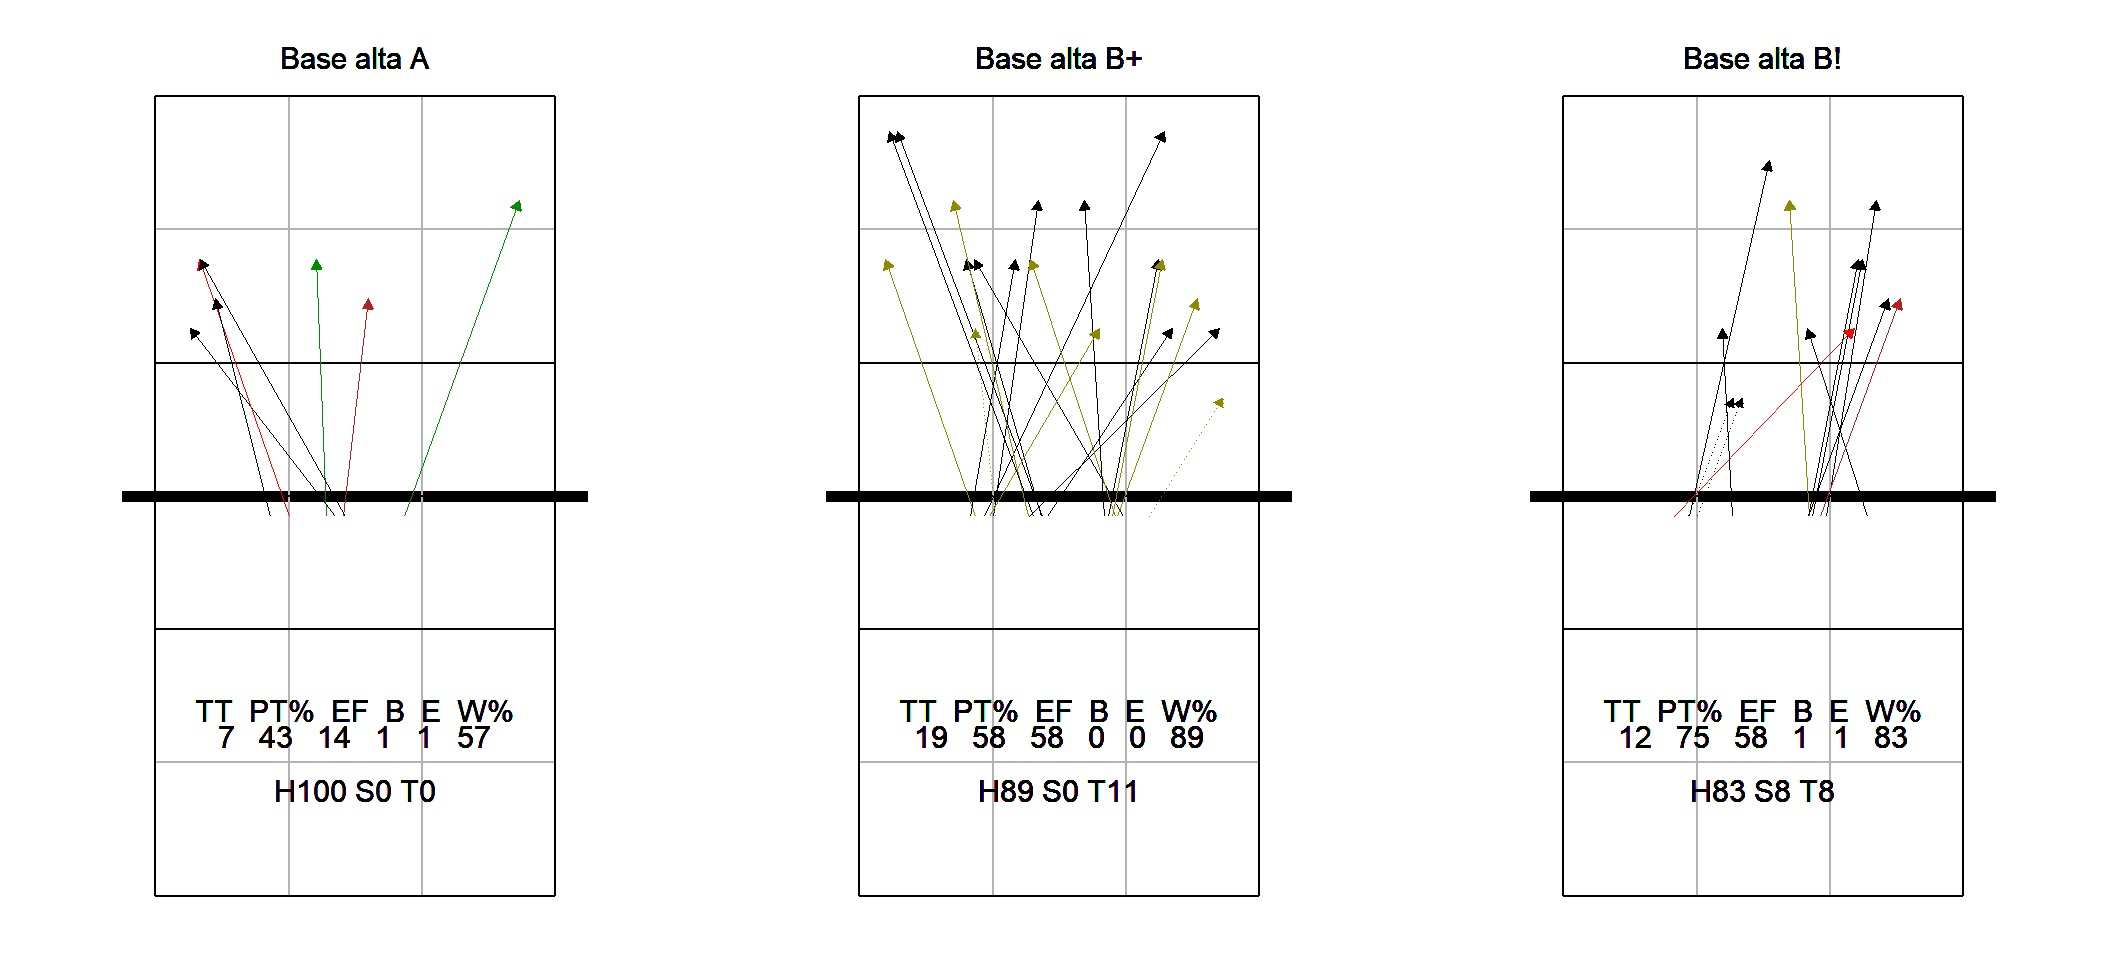 Base alta A
TT PT% EF B E W%
7 43 14 1 1 57
H100 S0 T0
Base alta B+
TT PT% EF B E W%
19 58 58 0 0 89
H89 S0 T11
Base alta B!
TT PT% EF B E W%
12 75 58 1 1 83
H83 S8 T8